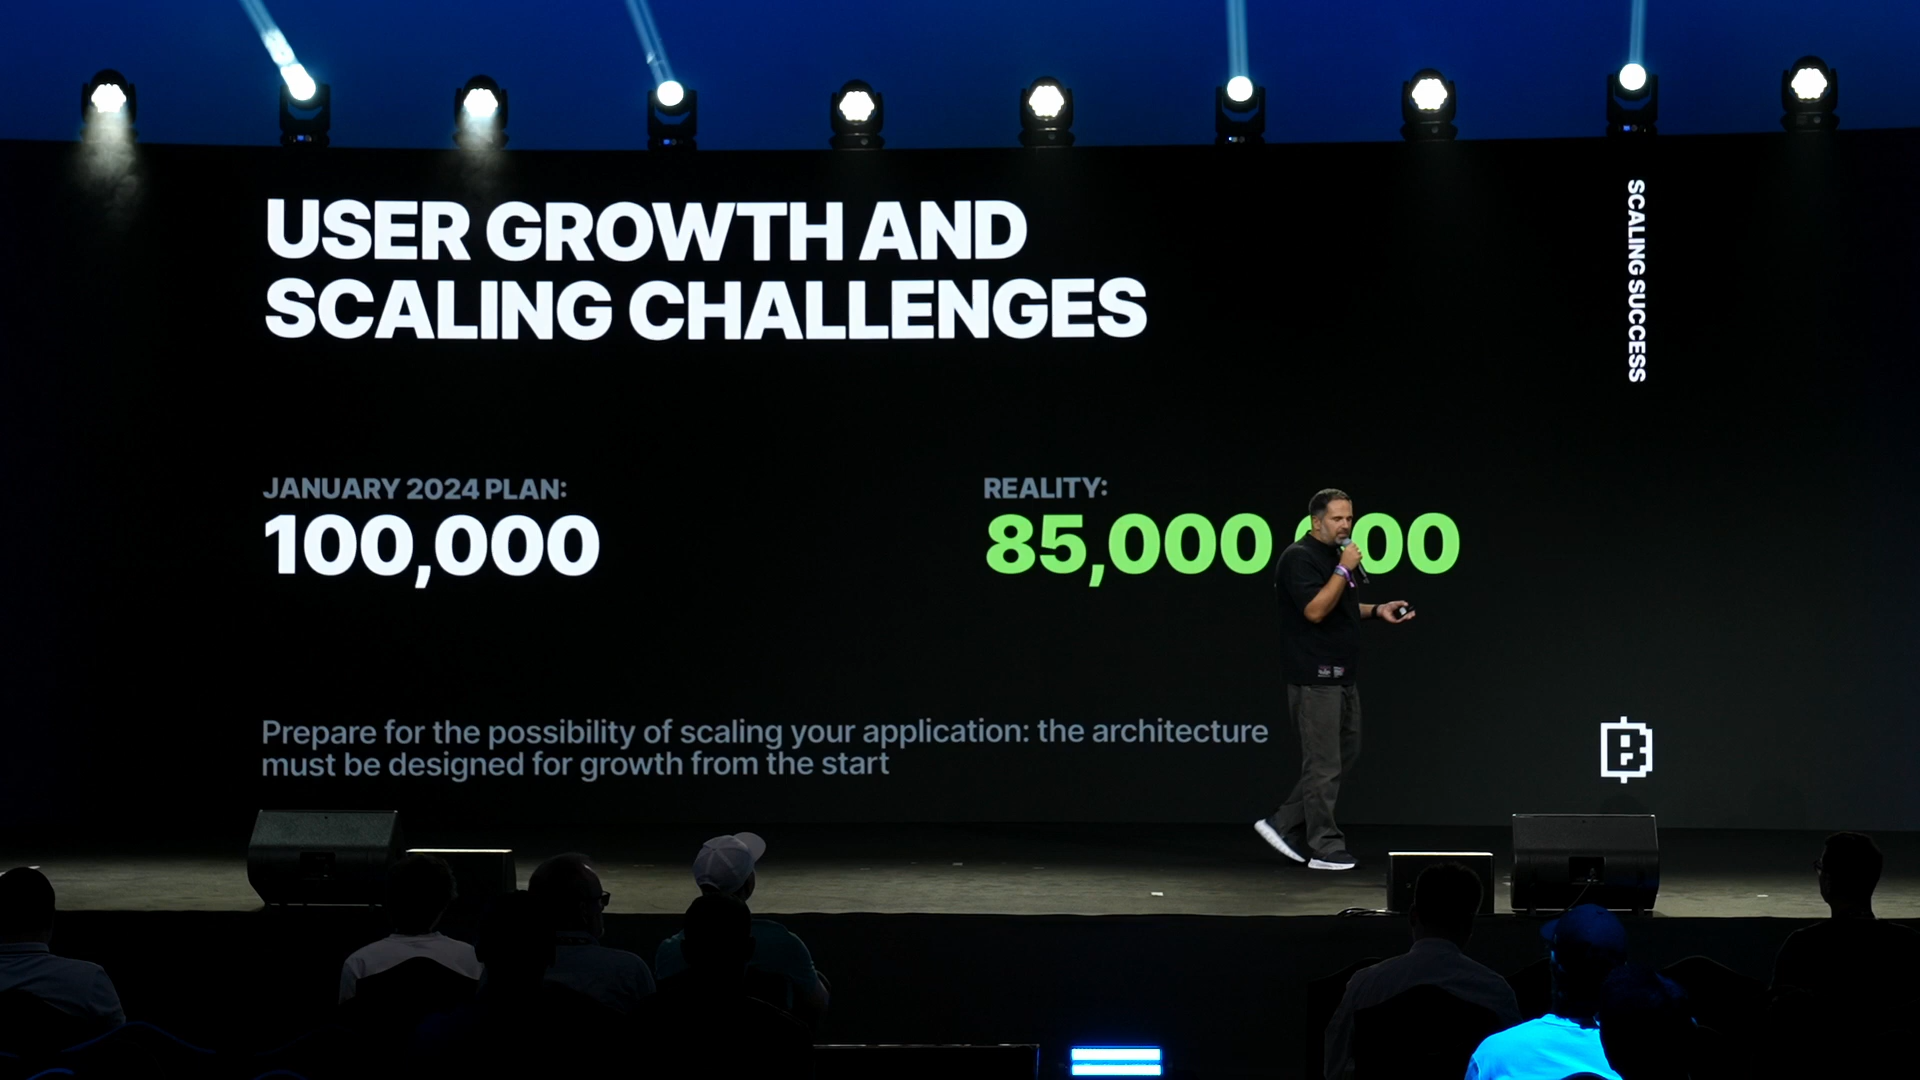 USER GROWTH AND
SCALING CHALLENGES
SCALING SUCCESS
JANUARY 2024 PLAN:
100,000
REALITY:
85,000 00
Prepare for the possibility of scaling your application: the architecture
must be designed for growth from the start
B